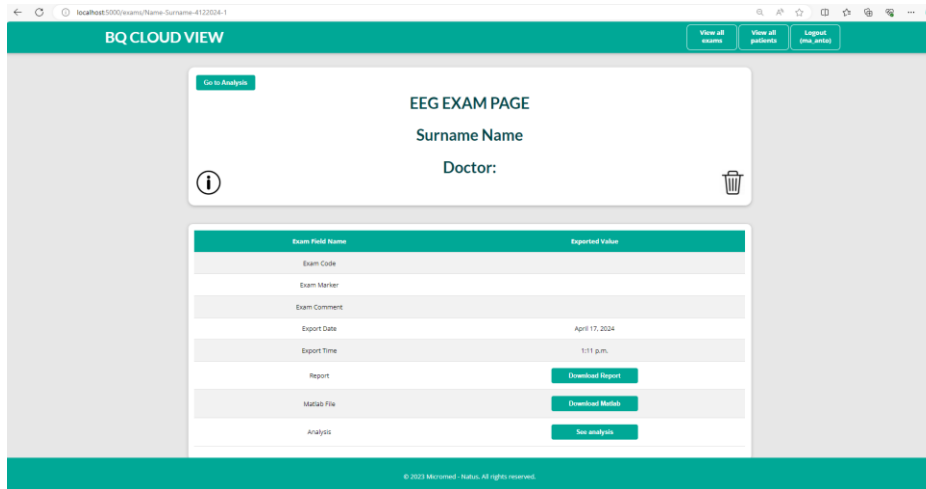 localhost:5000/exams/Name-Surname-4122024-1
BQ CLOUD VIEW
View all exams
View all patients
Logout (ma_anta)
Go to Analysis
EEG EXAM PAGE
Surname Name
Doctor:
Exam Field Name Exported Value
Exam Code
Exam Marker
Exam Comment
Export Date April 17, 2024
Export Time 1:11 p.m.
Report Download Report
Matlab File Download Matlab
Analysis See analysis
© 2023 Micromed - Natus. All rights reserved.